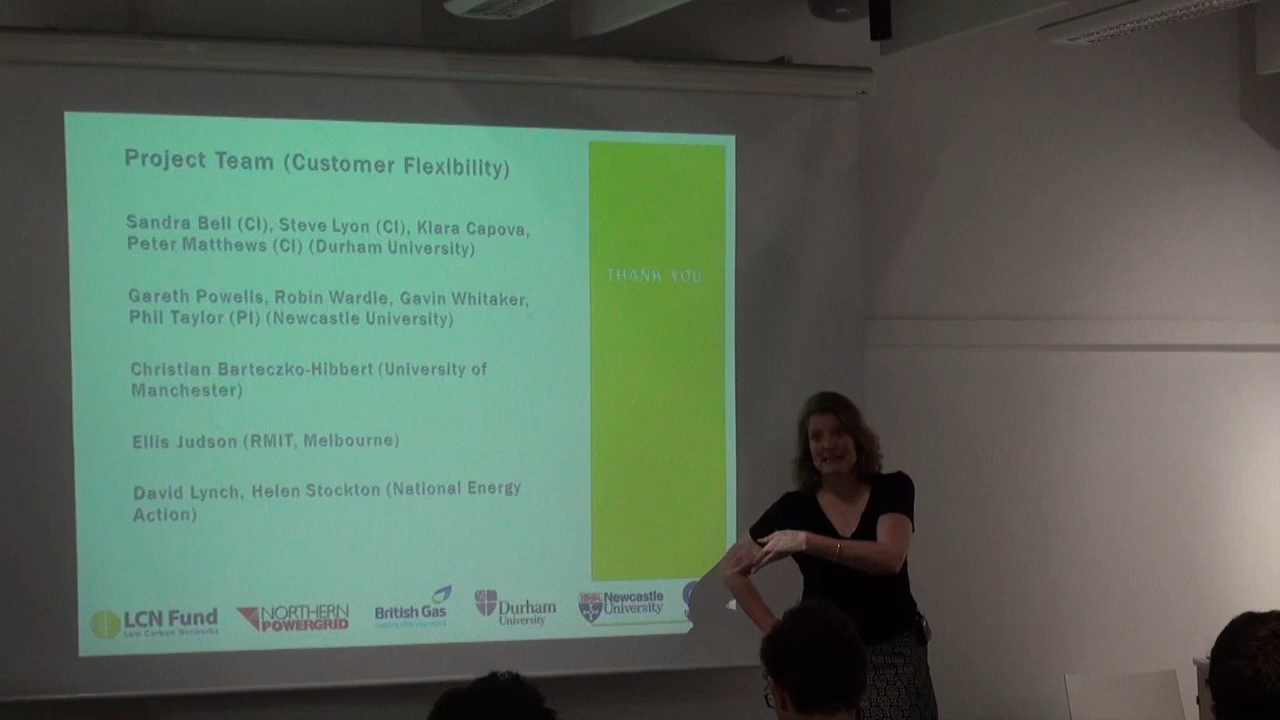 Project Team (Customer Flexibility)
Sandra Bell (CI), Steve Lyon (CI), Klara Capova,
Peter Matthews (CI) (Durham University)
Gareth Powells, Robin Wardle, Gavin Whitaker,
Phil Taylor (PI) (Newcastle University)
Christian Barteczko-Hibbert (University of
Manchester)
Ellis Judson (RMIT, Melbourne)
David Lynch, Helen Stockton (National Energy
Action)
THANK YOU
LCN Fund
Low Carbon Networks
NORTHERN
POWERGRID
British Gas
Durham
University
Newcastle
University